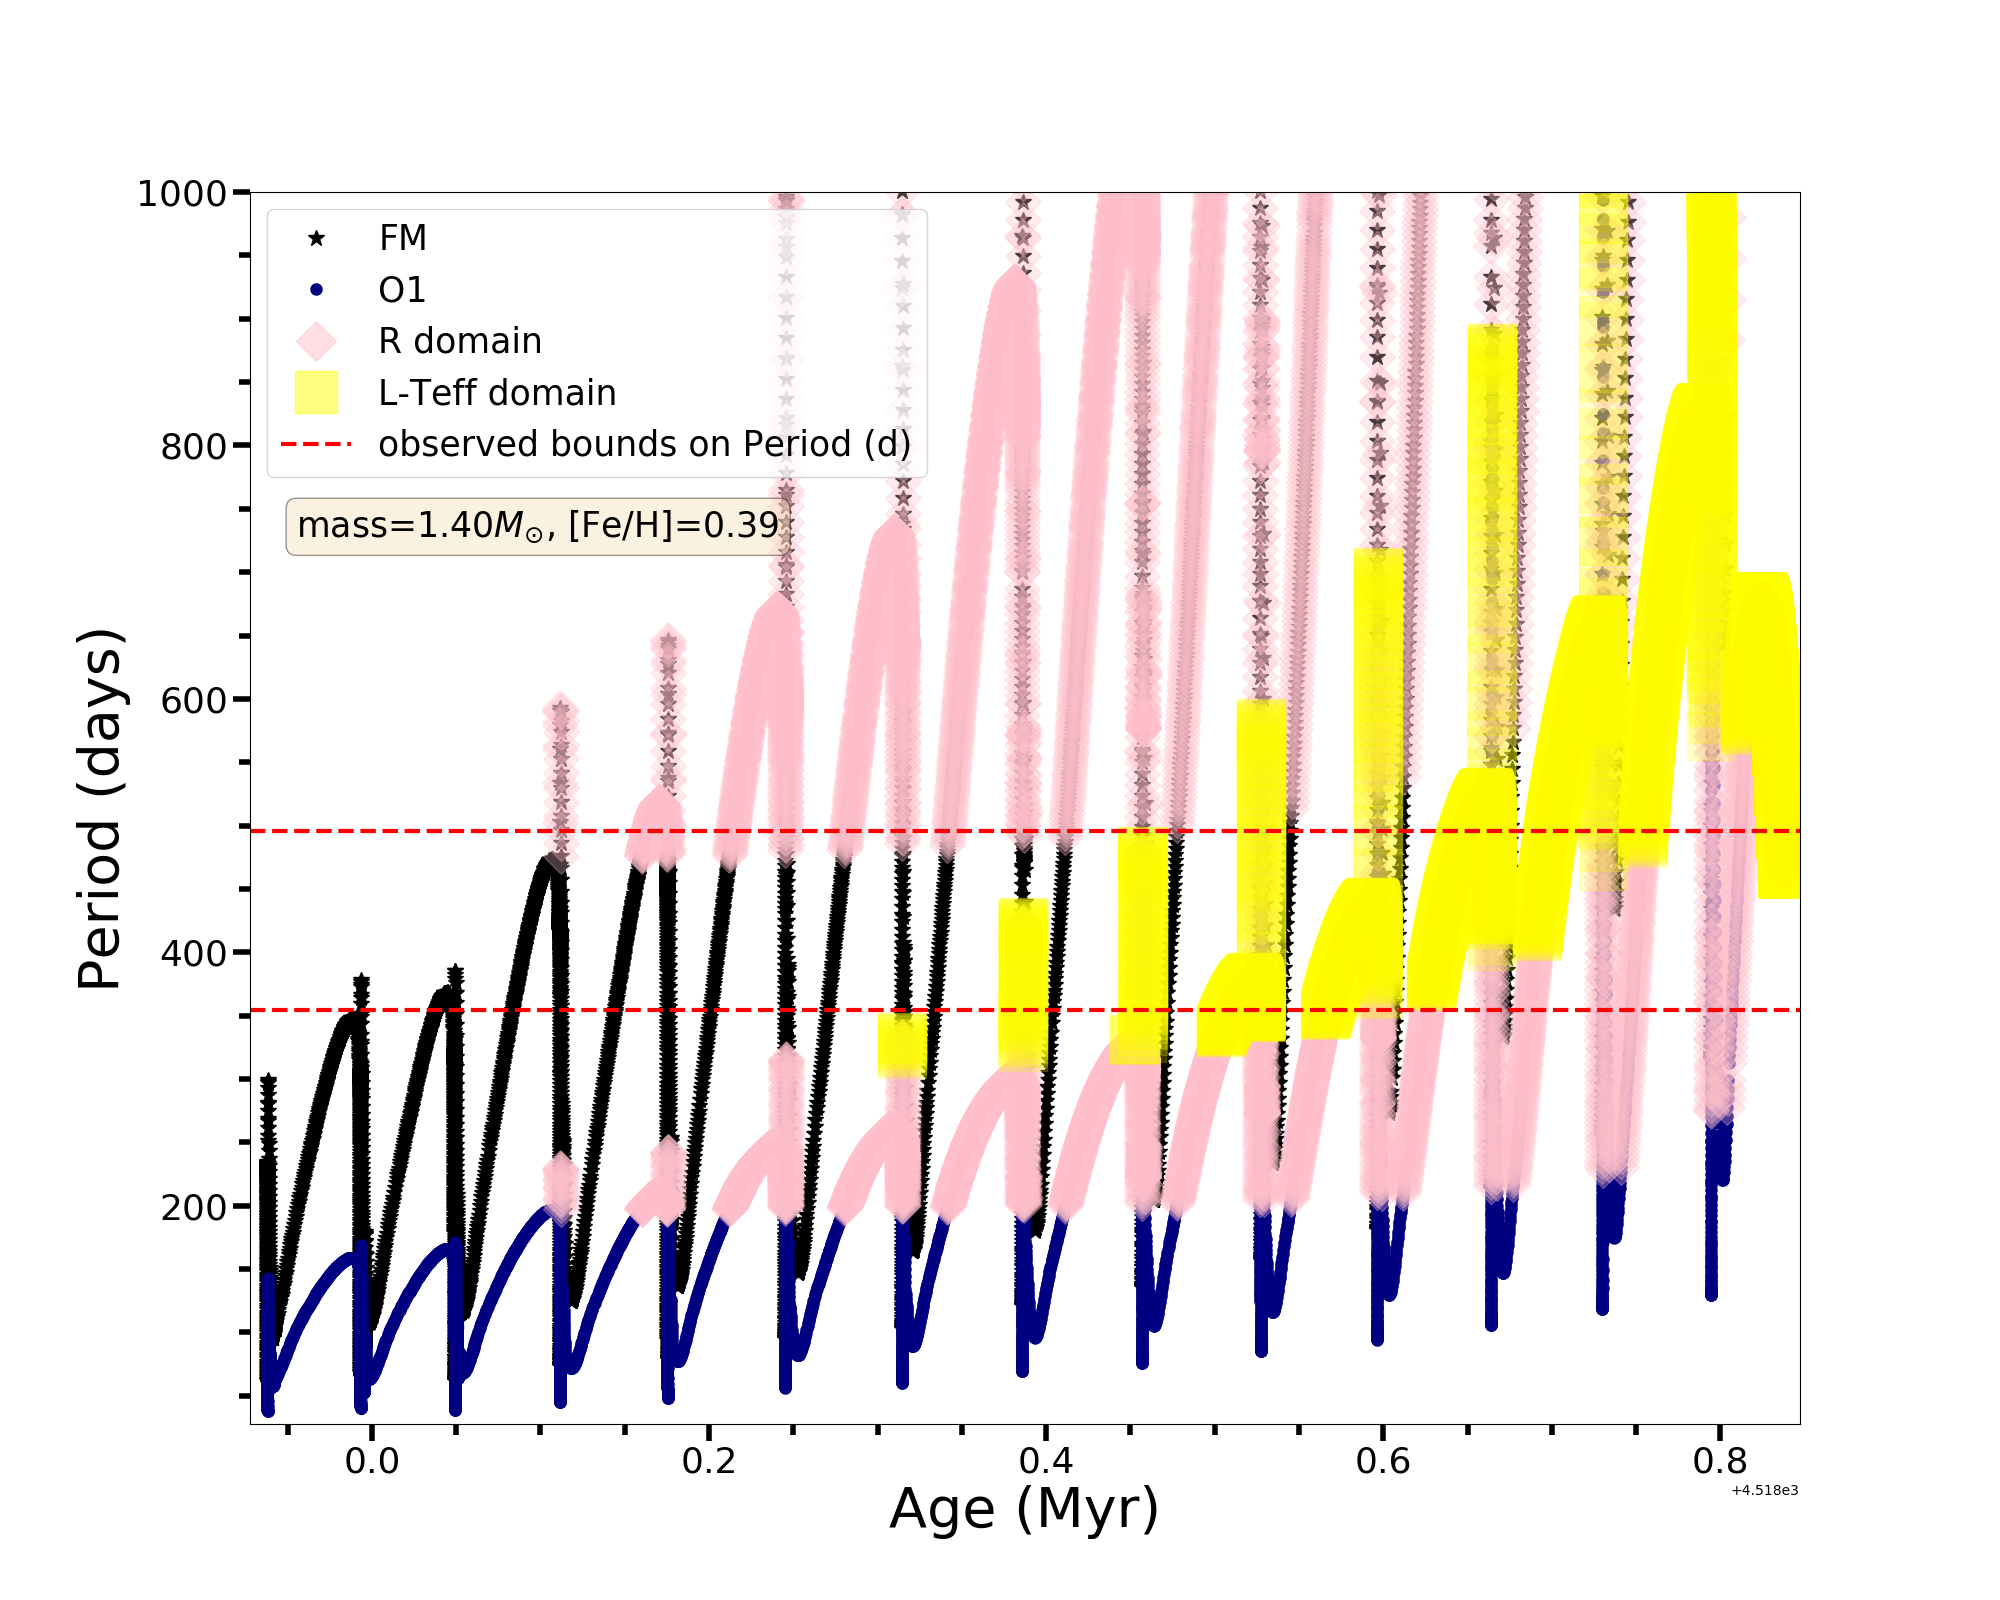 1000
800
600
400
200
Period (days)
FM
O1
R domain
L-Teff domain
observed bounds on Period (d)
mass=1.40M⊙, [Fe/H]=0.39
0.0 0.2 0.4 0.6 0.8
+4.518e3
Age (Myr)